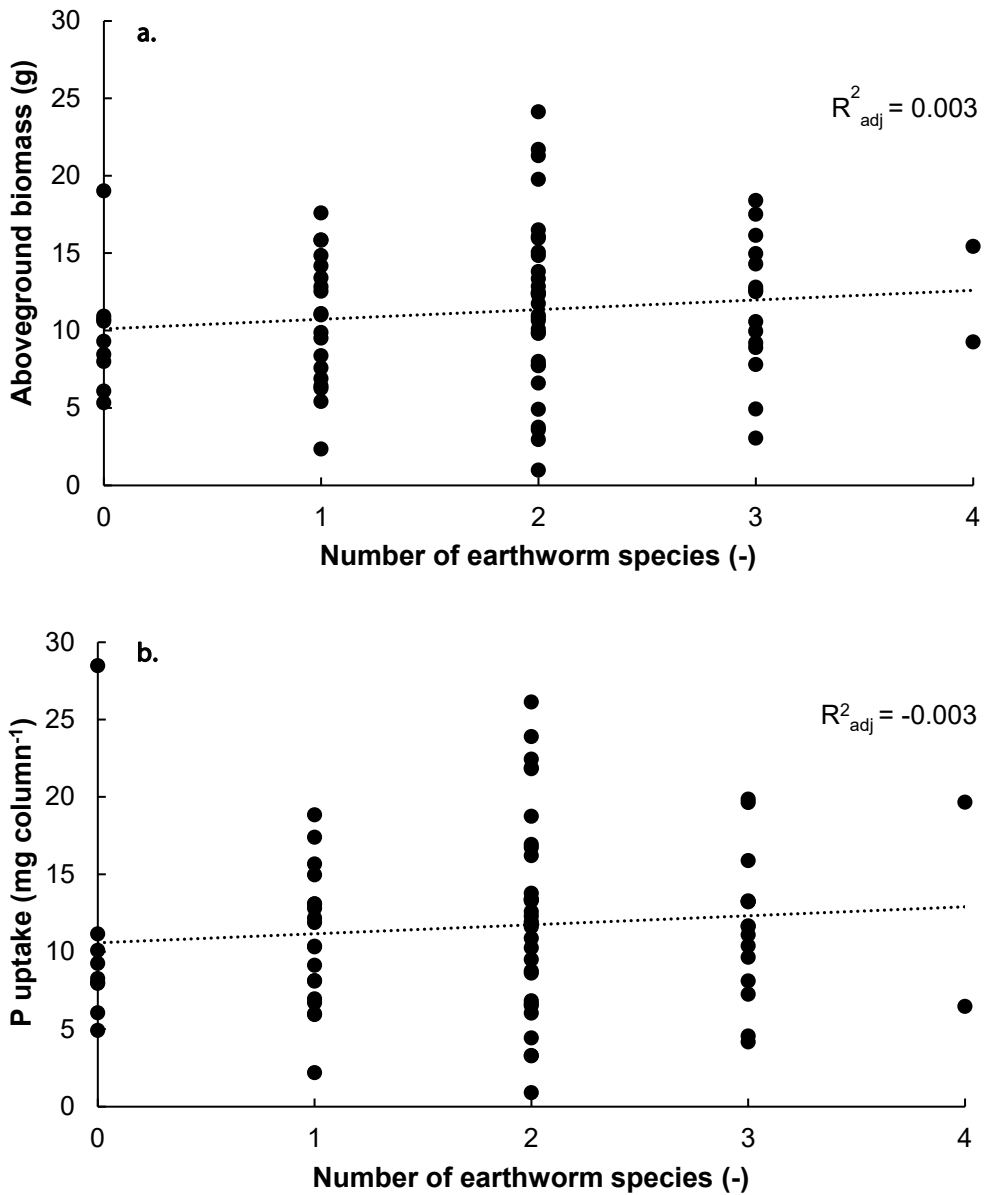 a.
30
25
20
15
10
5
0
Aboveground biomass (g)
R²adj = 0.003
0 1 2 3 4
Number of earthworm species (-)
b.
30
25
20
15
10
5
0
P uptake (mg column-1)
R²adj = -0.003
0 1 2 3 4
Number of earthworm species (-)